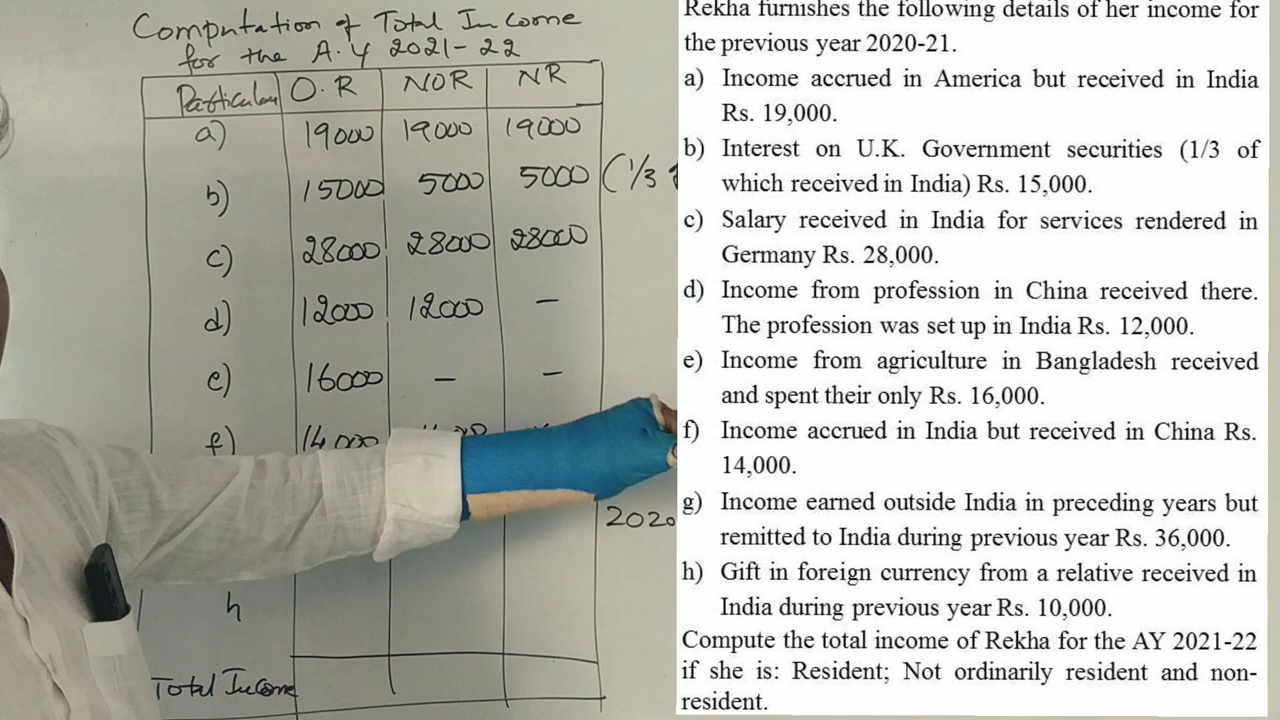 Computation of Total Income
for the A.Y 2021-22
Particulars O.R NOR NR
a) 19000 19000 19000
b) 15000 5000 5000 (1/3
c) 28000 28000 28000
d) 12000 12000 –
e) 16000 – –
f) 14000
2020
h
Total Income
Rekha furnishes the following details of her income for
the previous year 2020-21.
a) Income accrued in America but received in India
Rs. 19,000.
b) Interest on U.K. Government securities (1/3 of
which received in India) Rs. 15,000.
c) Salary received in India for services rendered in
Germany Rs. 28,000.
d) Income from profession in China received there.
The profession was set up in India Rs. 12,000.
e) Income from agriculture in Bangladesh received
and spent their only Rs. 16,000.
f) Income accrued in India but received in China Rs.
14,000.
g) Income earned outside India in preceding years but
remitted to India during previous year Rs. 36,000.
h) Gift in foreign currency from a relative received in
India during previous year Rs. 10,000.
Compute the total income of Rekha for the AY 2021-22
if she is: Resident; Not ordinarily resident and non-
resident.